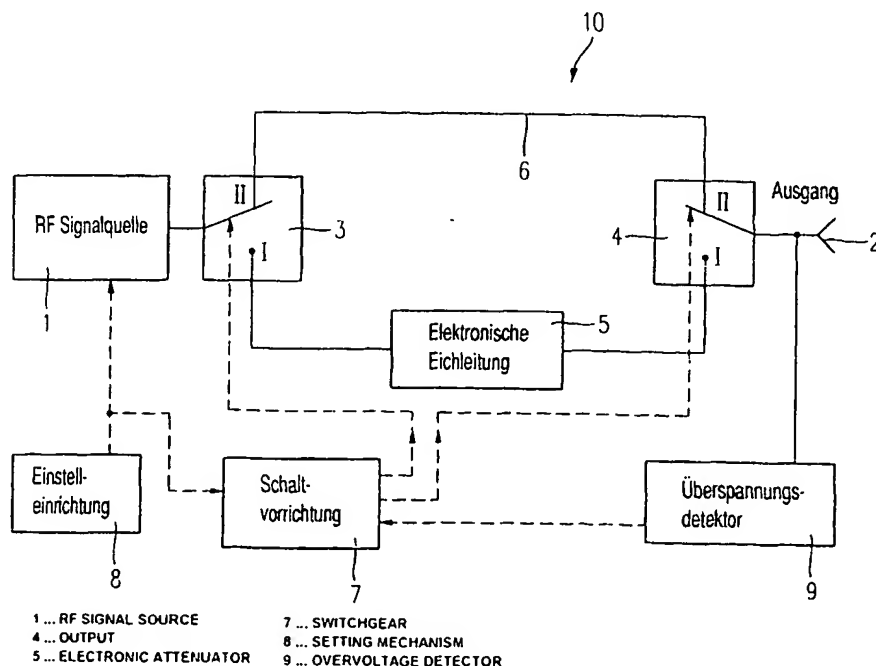 10
6
II
II
Ausgang
RF Signalquelle
3
4
2
I
I
1
Elektronische
Eichleitung
5
Einstell-
einrichtung
Schalt-
vorrichtung
Überspannungs-
detektor
8
7
9
1 ... RF SIGNAL SOURCE
4 ... OUTPUT
5 ... ELECTRONIC ATTENUATOR
7 ... SWITCHGEAR
8 ... SETTING MECHANISM
9 ... OVERVOLTAGE DETECTOR